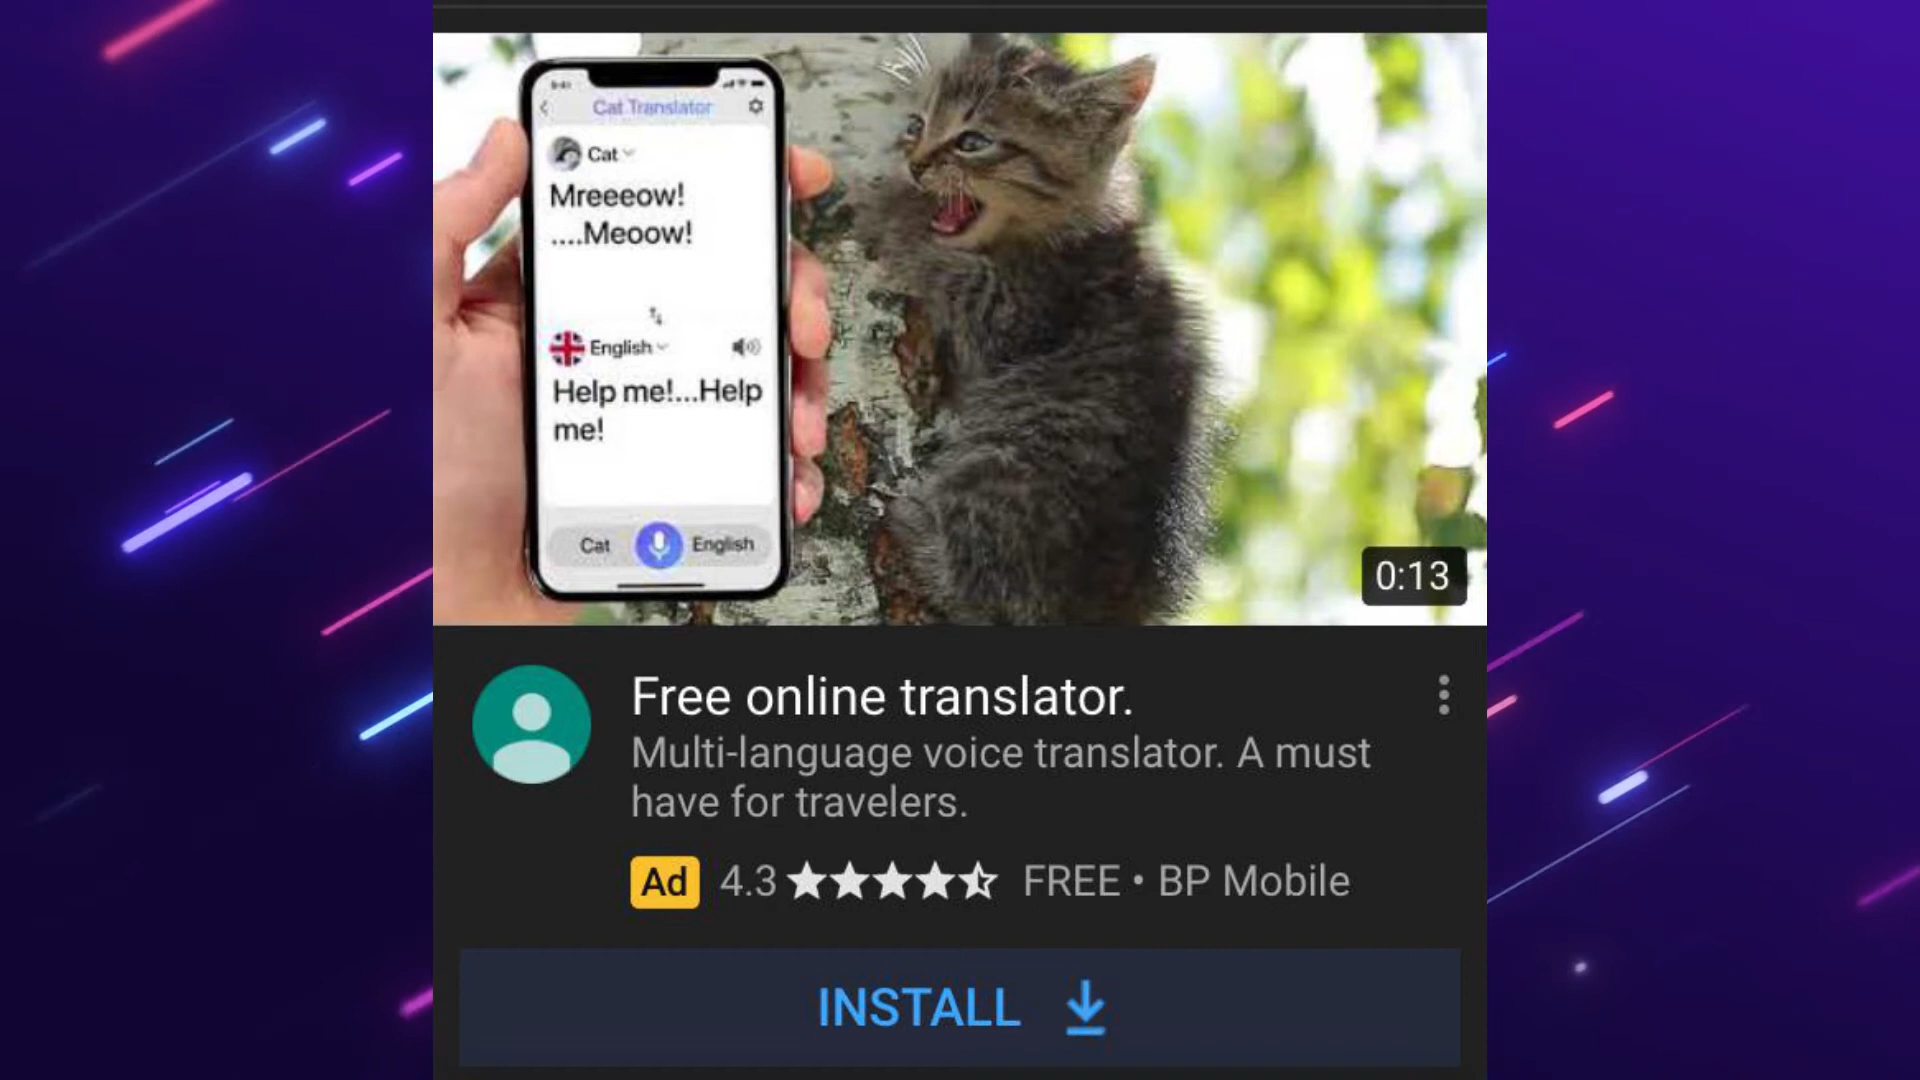 Cat Translator
Cat
Mreeeow!
....Meoow!
English
Help me!...Help
me!
Cat English
0:13
Free online translator.
Multi-language voice translator. A must
have for travelers.
Ad 4.3 FREE • BP Mobile
INSTALL